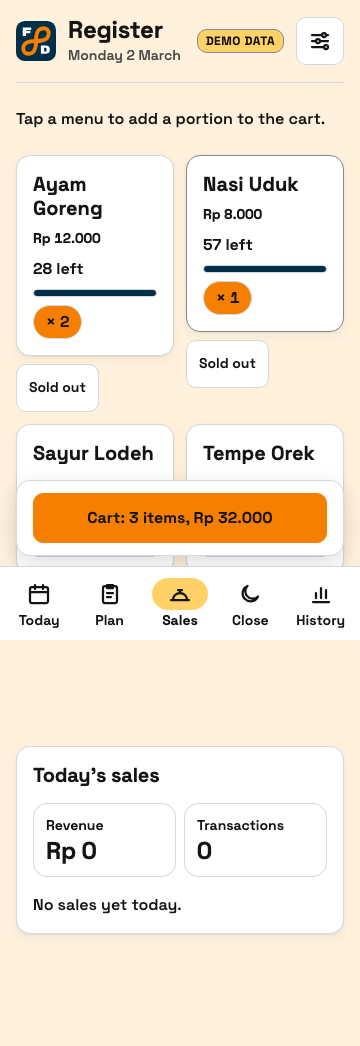 F
D
Register
Monday 2 March
DEMO DATA
Tap a menu to add a portion to the cart.
Ayam Goreng
Rp 12.000
28 left
× 2
Sold out
Nasi Uduk
Rp 8.000
57 left
× 1
Sold out
Sayur Lodeh
Tempe Orek
Cart: 3 items, Rp 32.000
Today
Plan
Sales
Close
History
Today's sales
Revenue
Rp 0
Transactions
0
No sales yet today.